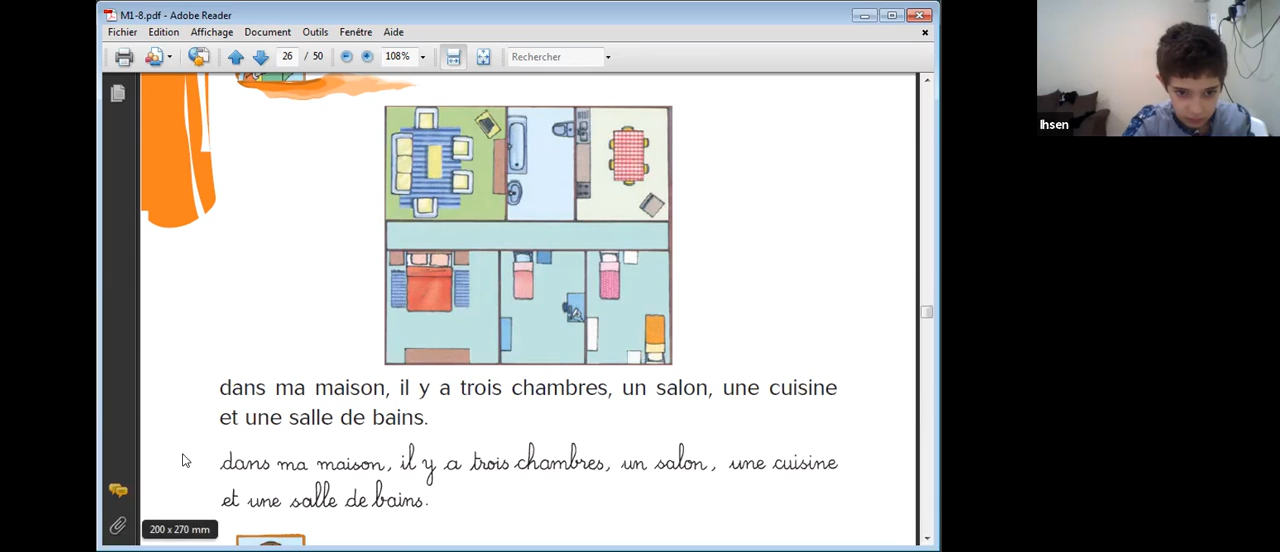 M1-8.pdf - Adobe Reader
Fichier Edition Affichage Document Outils Fenêtre Aide
26 / 50 108% Rechercher
Ihsen
dans ma maison, il y a trois chambres, un salon, une cuisine
et une salle de bains.
dans ma maison, il y a trois chambres, un salon, une cuisine
et une salle de bains.
200 x 270 mm